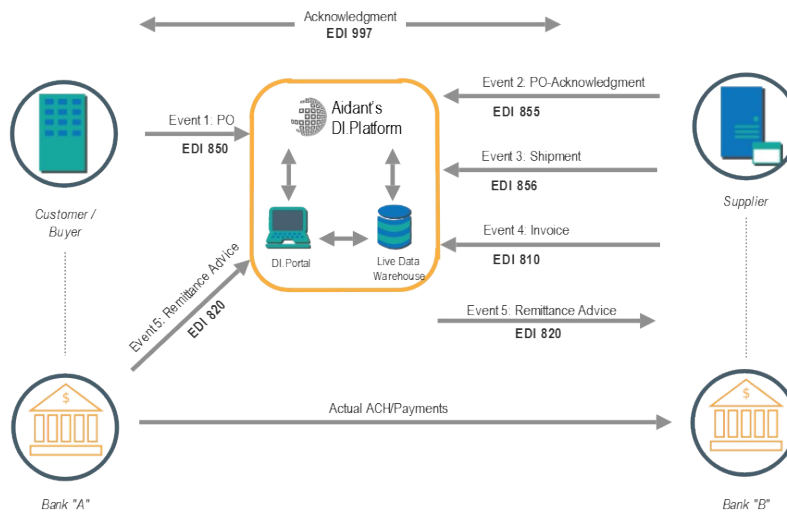 Acknowledgment
EDI 997
Aidant's
DI.Platform
Event 1: PO
EDI 850
Event 2: PO-Acknowledgment
EDI 855
Event 3: Shipment
EDI 856
Customer /
Buyer
Supplier
DI.Portal
Live Data
Warehouse
Event 4: Invoice
EDI 810
Event 5: Remittance Advice
EDI 820
Event 5: Remittance Advice
EDI 820
$
Actual ACH/Payments
$
Bank "A"
Bank "B"